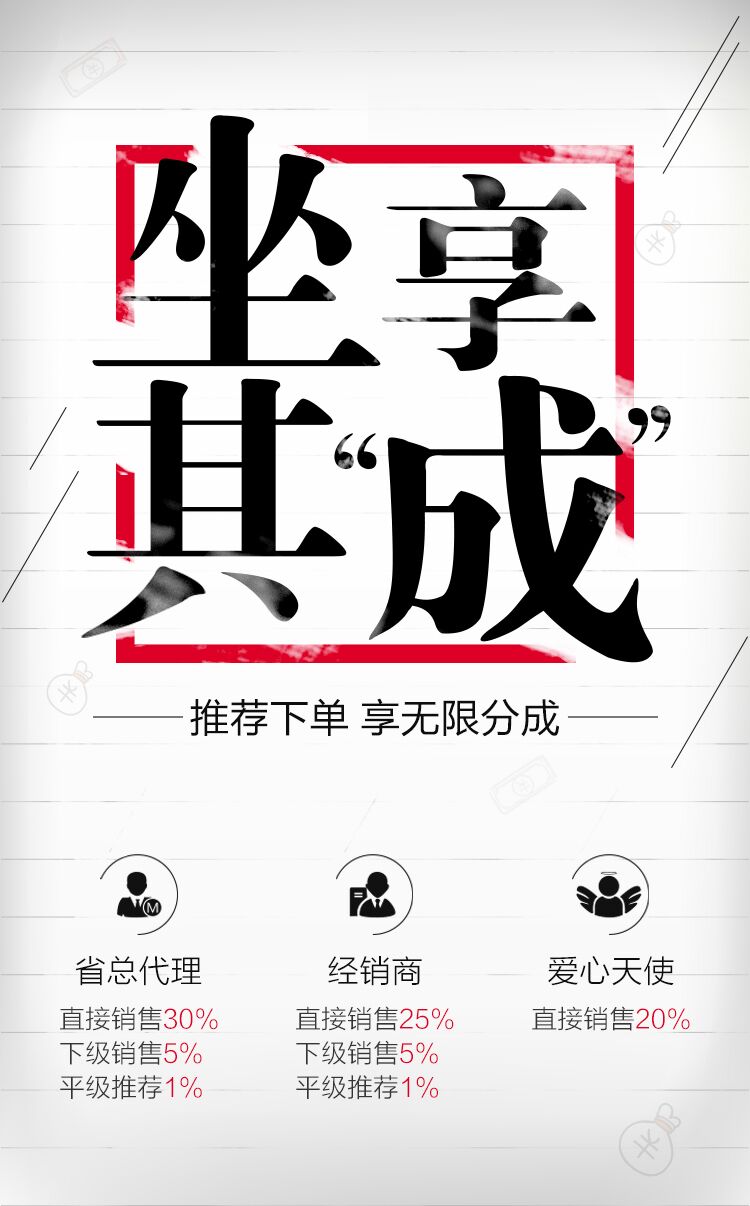 坐享
其“成”
推荐下单 享无限分成
M
省总代理
直接销售30%
下级销售5%
平级推荐1%
经销商
直接销售25%
下级销售5%
平级推荐1%
爱心天使
直接销售20%